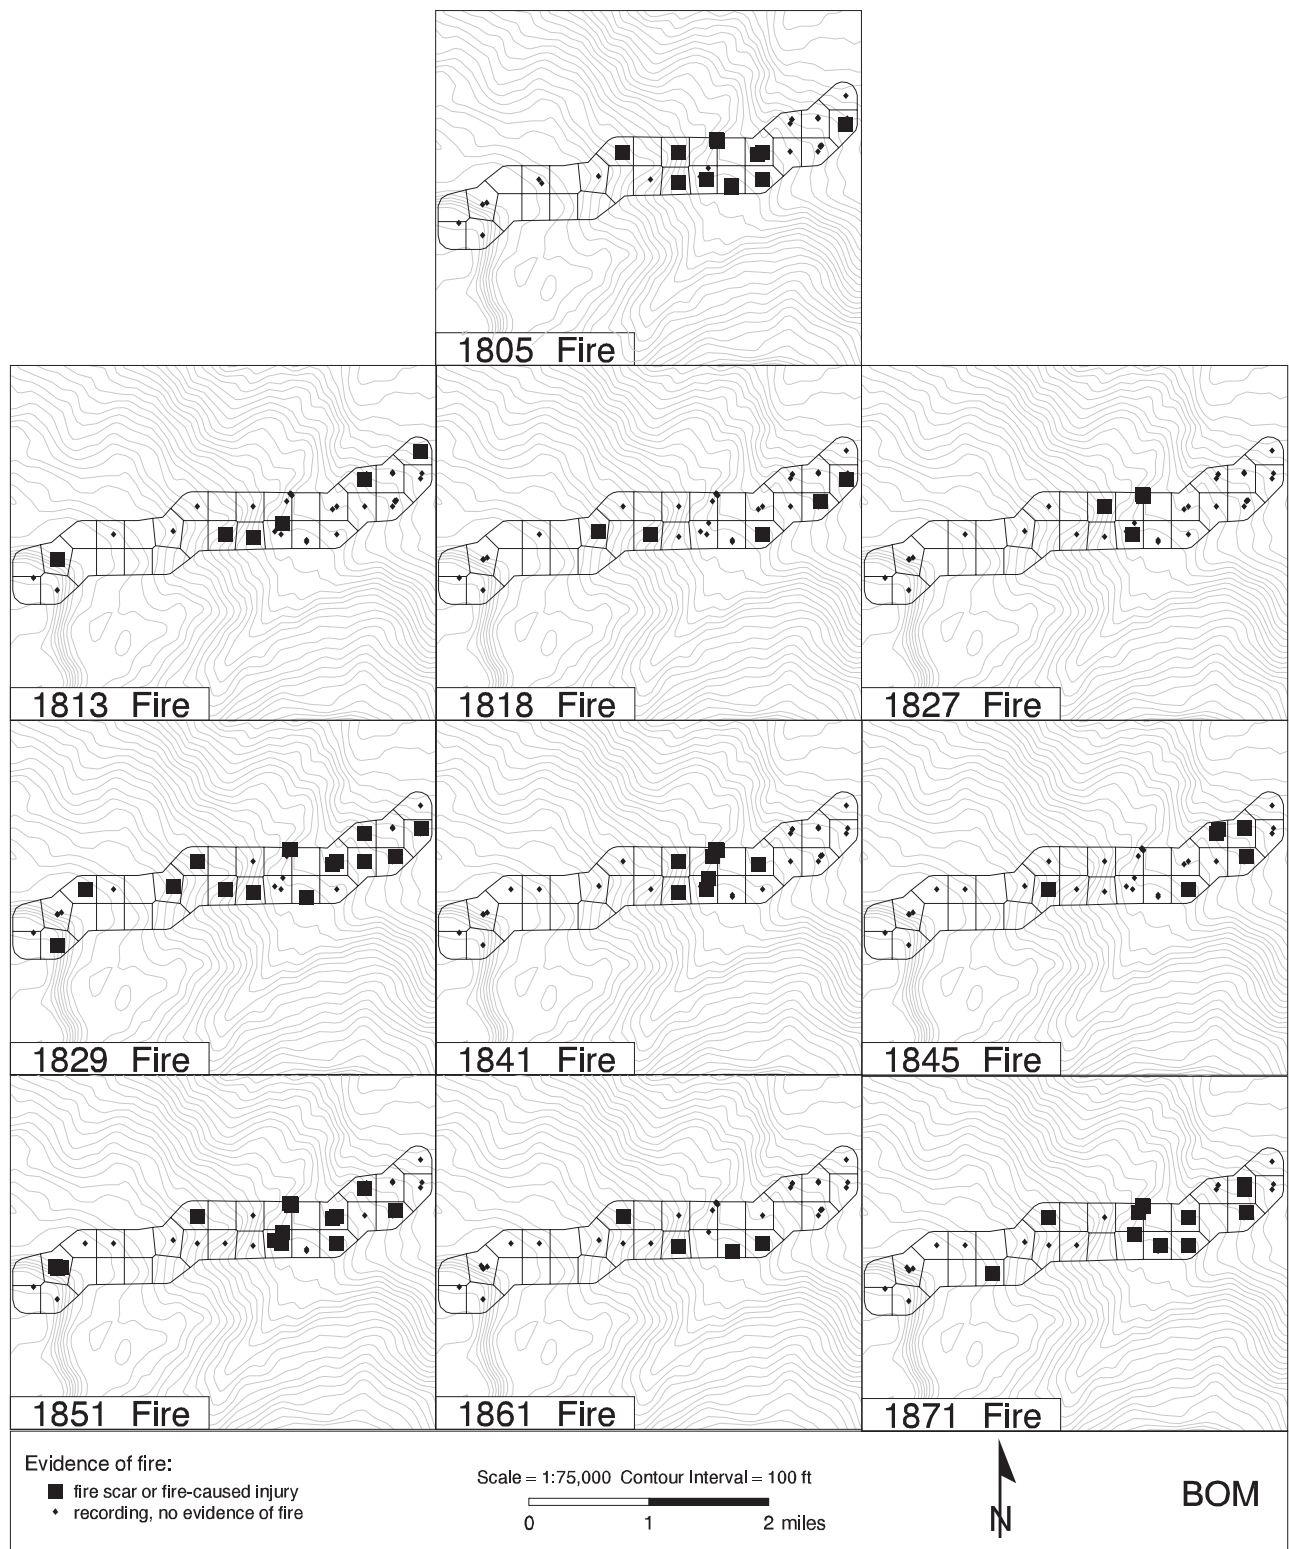 1805 Fire
1813 Fire
1818 Fire
1827 Fire
1829 Fire
1841 Fire
1845 Fire
1851 Fire
1861 Fire
1871 Fire
Evidence of fire:
fire scar or fire-caused injury
recording, no evidence of fire
Scale = 1:75,000 Contour Interval = 100 ft
0 1 2 miles
N
BOM